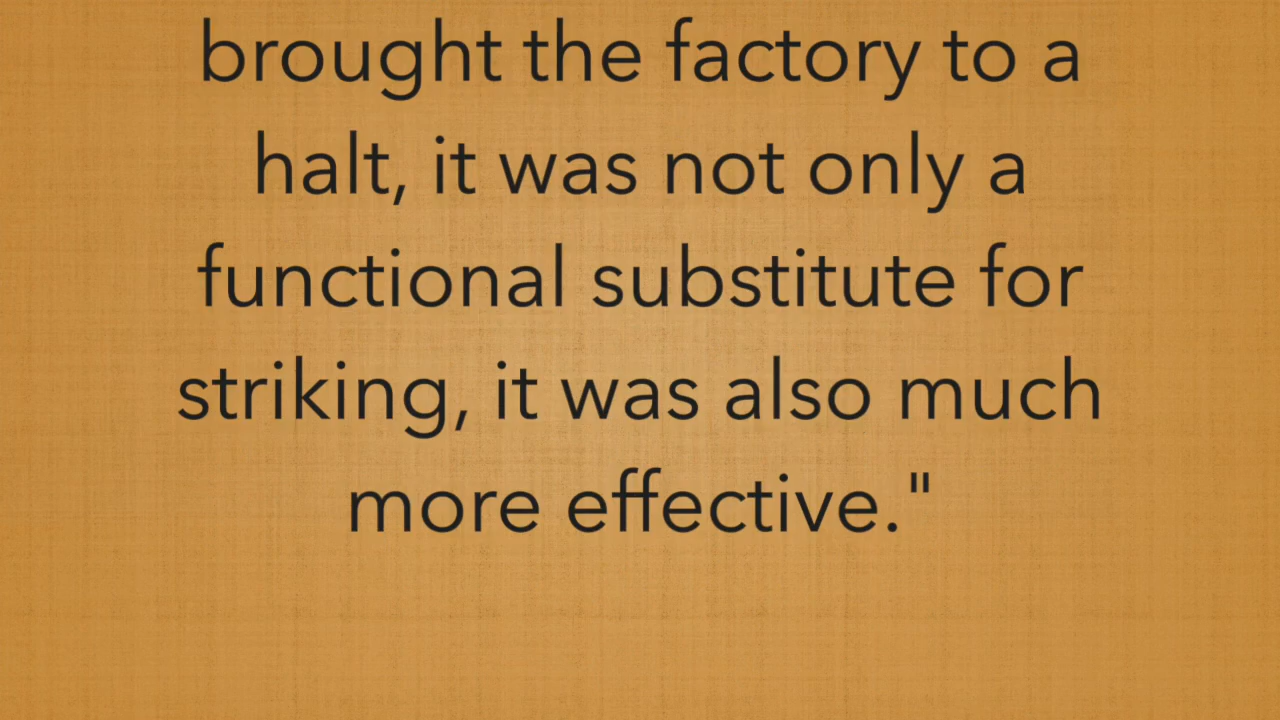 brought the factory to a
halt, it was not only a
functional substitute for
striking, it was also much
more effective."